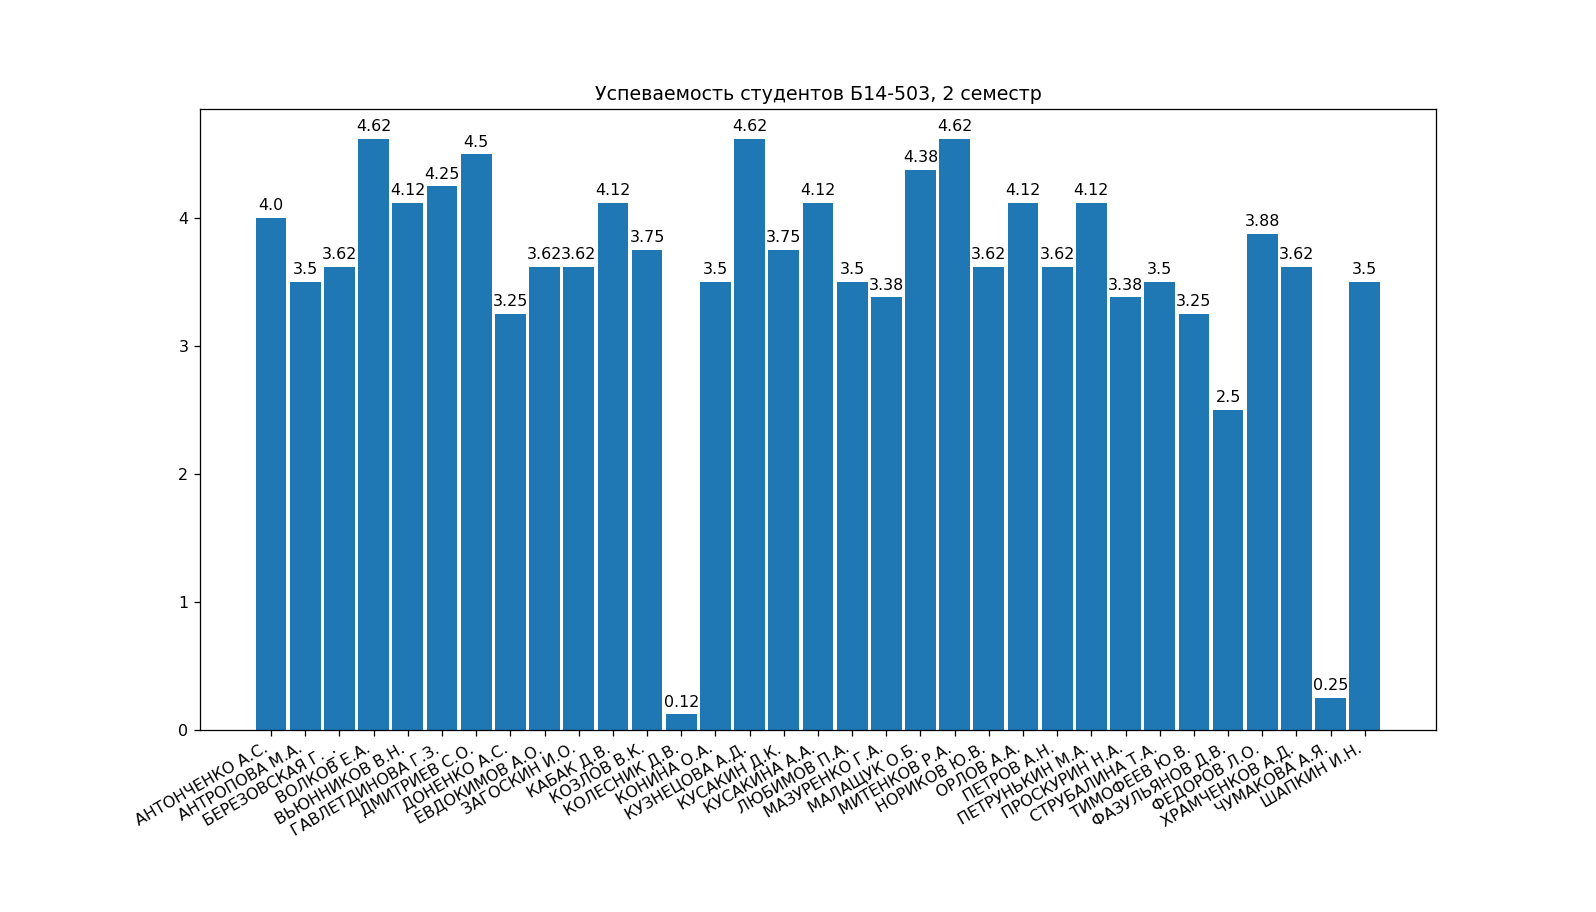 Успеваемость студентов Б14-503, 2 семестр
4.0
3.5
3.62
4.62
4.12
4.25
4.5
3.25
3.62
3.62
4.12
3.75
0.12
3.5
4.62
3.75
4.12
3.5
3.38
4.38
4.62
3.62
4.12
3.62
4.12
3.38
3.5
3.25
2.5
3.88
3.62
0.25
3.5
4
3
2
1
0
АНТОНЧЕНКО А.С.
АНТРОПОВА М.А.
БЕРЕЗОВСКАЯ Г. _.
ВОЛКОВ Е.А.
ВЬЮННИКОВ В.Н.
ГАВЛЕТДИНОВА Г.З.
ДМИТРИЕВ С.О.
ДОНЕНКО А.С.
ЕВДОКИМОВ А.О.
ЗАГОСКИН И.О.
КАБАК Д.В.
КОЗЛОВ В.К.
КОЛЕСНИК Д.В.
КОНИНА О.А.
КУЗНЕЦОВА А.Д.
КУСАКИН Д.К.
КУСАКИНА А.А.
ЛЮБИМОВ П.А.
МАЗУРЕНКО Г.А.
МАЛАЩУК О.Б.
МИТЕНКОВ Р.А.
НОРИКОВ Ю.В.
ОРЛОВ А.А.
ПЕТРОВ А.Н.
ПЕТРУНЬКИН М.А.
ПРОСКУРИН Н.А.
СТРУБАЛИНА Т.А.
ТИМОФЕЕВ Ю.В.
ФАЗУЛЬЯНОВ Д.В.
ФЕДОРОВ Л.О.
ХРАМЧЕНКОВ А.Д.
ЧУМАКОВА А.Я.
ШАПКИН И.Н.